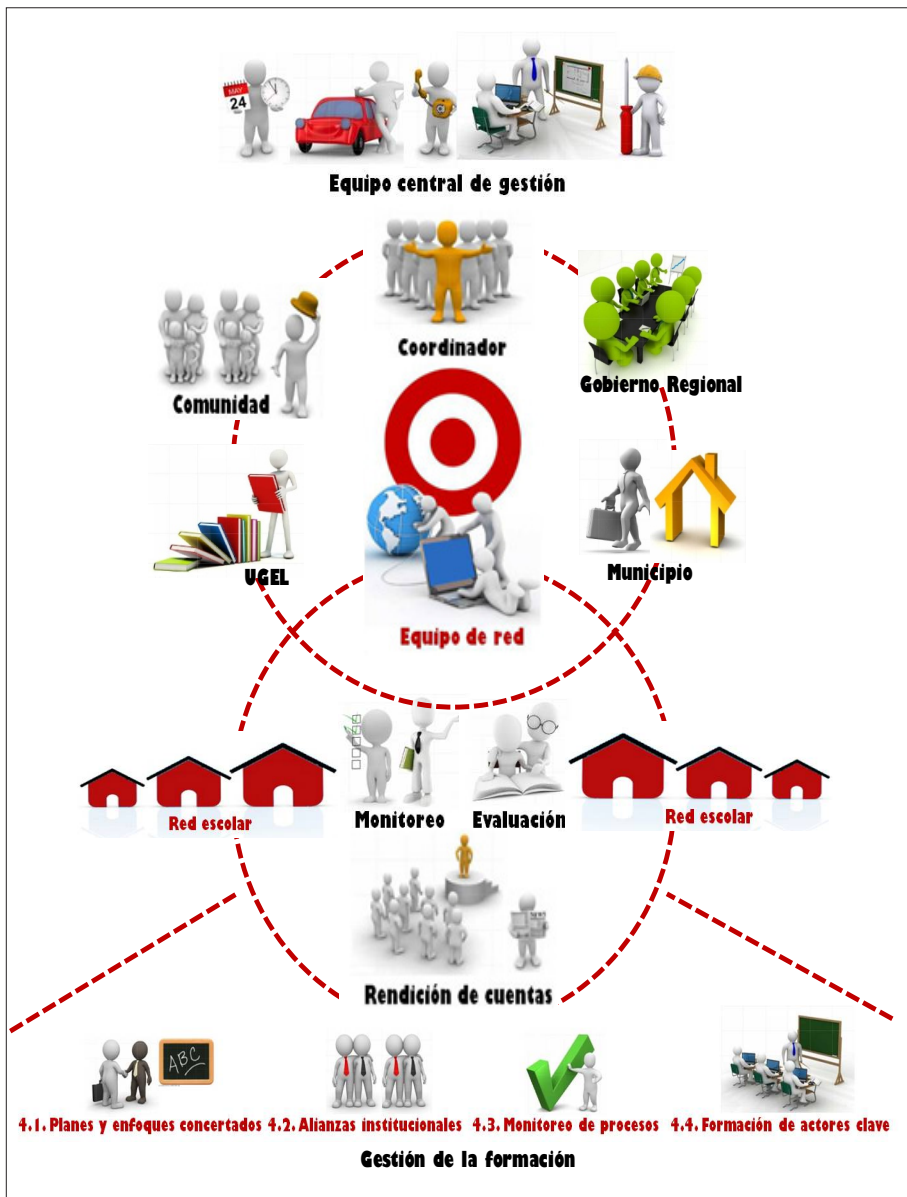 MAY
24
Equipo central de gestión
Coordinador
Comunidad
Gobierno Regional
UGEL
Municipio
Equipo de red
Red escolar
Monitoreo
Evaluación
Red escolar
NEWS
Rendición de cuentas
ABC
4.1. Planes y enfoques concertados
4.2. Alianzas institucionales
4.3. Monitoreo de procesos
4.4. Formación de actores clave
Gestión de la formación